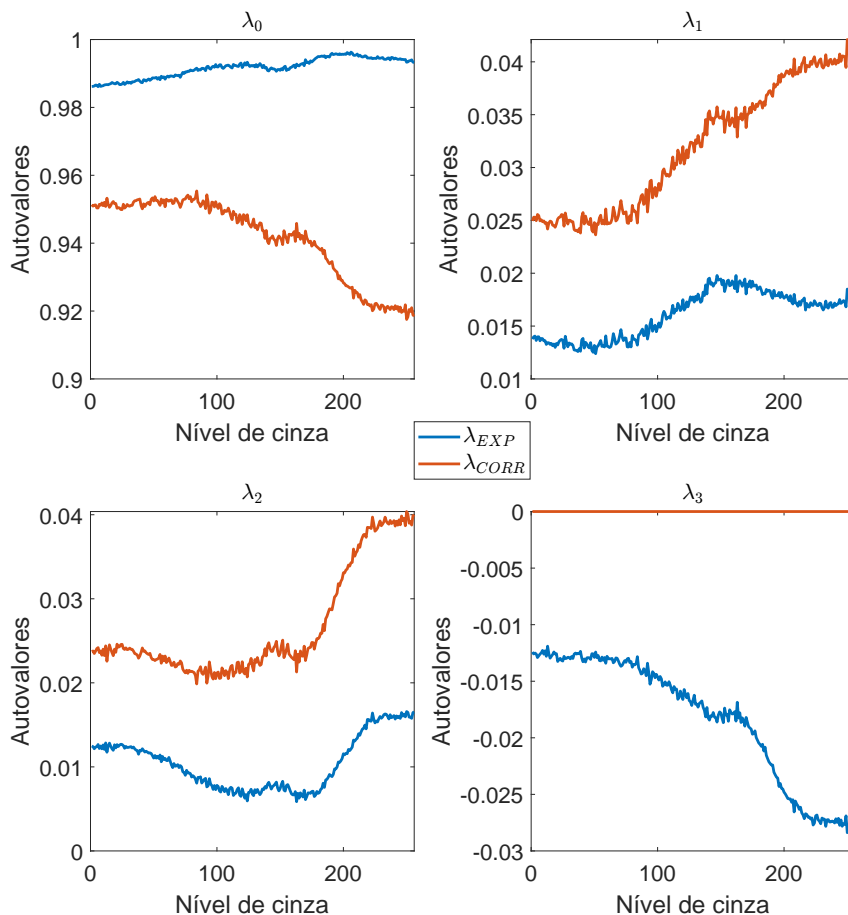 λ0
1
0.98
0.96
0.94
0.92
0.9
Autovalores
0
100
200
Nível de cinza
λ1
0.04
0.035
0.03
0.025
0.02
0.015
0.01
Autovalores
0
100
200
Nível de cinza
λEXP
λCORR
λ2
0.04
0.03
0.02
0.01
0
Autovalores
0
100
200
Nível de cinza
λ3
0
-0.005
-0.01
-0.015
-0.02
-0.025
-0.03
Autovalores
0
100
200
Nível de cinza